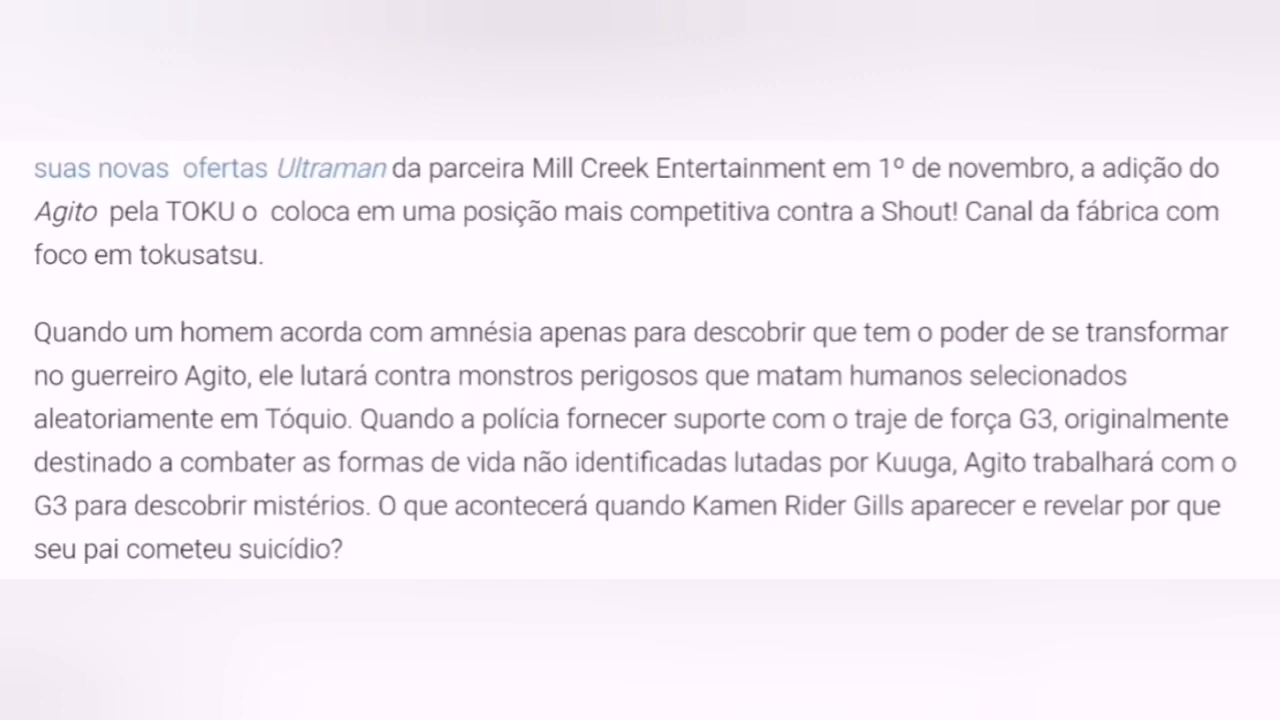 suas novas ofertas Ultraman da parceira Mill Creek Entertainment em 1º de novembro, a adição do
Agito pela TOKU o coloca em uma posição mais competitiva contra a Shout! Canal da fábrica com
foco em tokusatsu.
Quando um homem acorda com amnésia apenas para descobrir que tem o poder de se transformar
no guerreiro Agito, ele lutará contra monstros perigosos que matam humanos selecionados
aleatoriamente em Tóquio. Quando a polícia fornecer suporte com o traje de força G3, originalmente
destinado a combater as formas de vida não identificadas lutadas por Kuuga, Agito trabalhará com o
G3 para descobrir mistérios. O que acontecerá quando Kamen Rider Gills aparecer e revelar por que
seu pai cometeu suicídio?